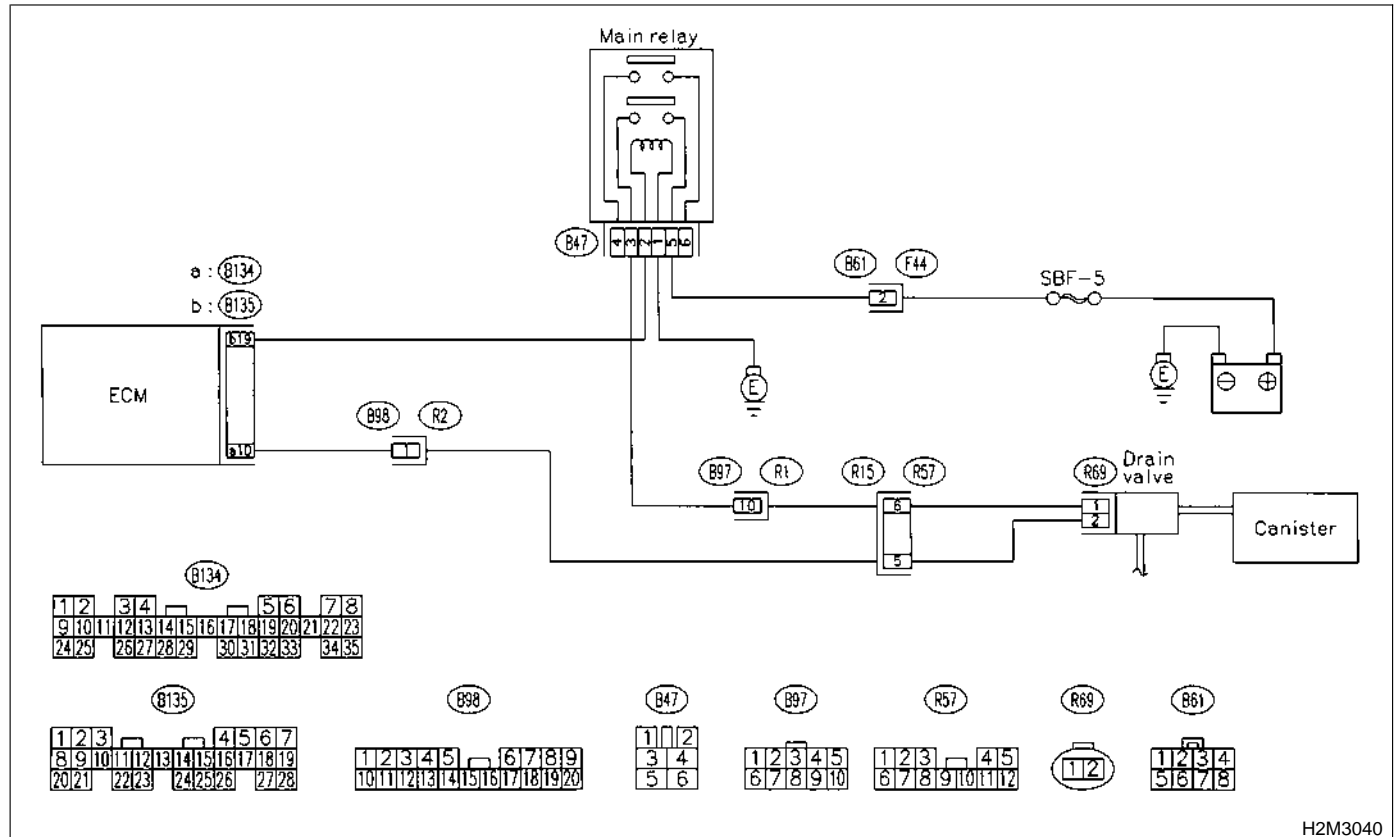 Main relay
B47
4 3 2 1 5 6
B61 F44
2
SBF-5
a : B134
b : B135
b19
ECM
a10
E
E
B98 R2
B97 R1
10
R15 R57
6
5
R69
1
2
Drain
valve
Canister
B134
1 2 3 4 5 6 7 8
9 10 11 12 13 14 15 16 17 18 19 20 21 22 23
24 25 26 27 28 29 30 31 32 33 34 35
B135
1 2 3 4 5 6 7
8 9 10 11 12 13 14 15 16 17 18 19
20 21 22 23 24 25 26 27 28
B98
1 2 3 4 5 6 7 8 9
10 11 12 13 14 15 16 17 18 19 20
B47
1 2
3 4
5 6
B97
1 2 3 4 5
6 7 8 9 10
R57
1 2 3 4 5
6 7 8 9 10 11 12
R69
1 2
B61
1 2 3 4
5 6 7 8
H2M3040